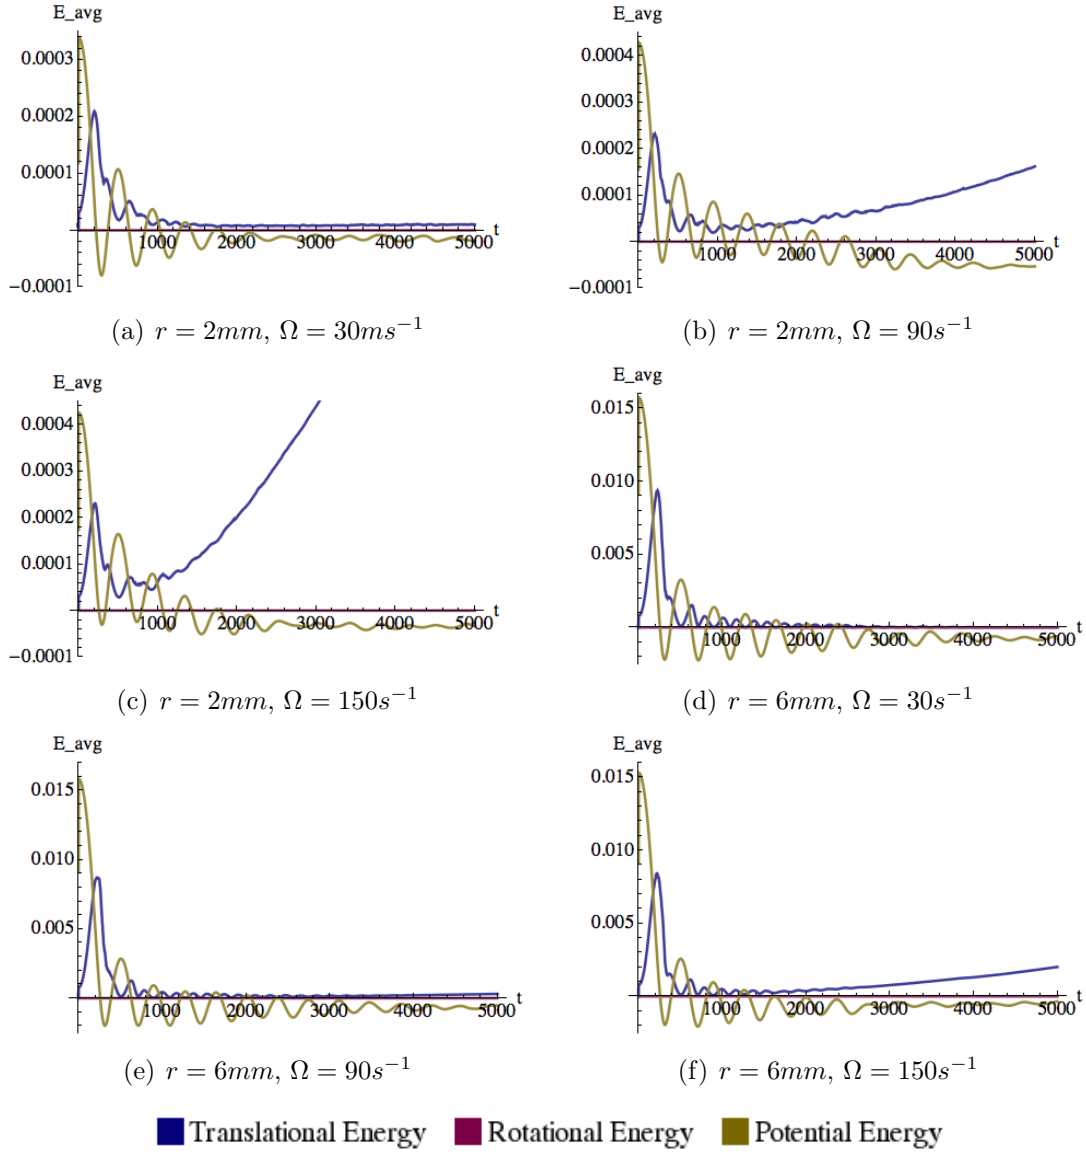 E_avg
0.0003
0.0002
0.0001
−0.0001
1000 2000 3000 4000 5000 t
(a) r = 2mm, Ω = 30ms⁻¹
E_avg
0.0004
0.0003
0.0002
0.0001
−0.0001
1000 2000 3000 4000 5000 t
(b) r = 2mm, Ω = 90s⁻¹
E_avg
0.0004
0.0003
0.0002
0.0001
−0.0001
1000 2000 3000 4000 5000 t
(c) r = 2mm, Ω = 150s⁻¹
E_avg
0.015
0.010
0.005
1000 2000 3000 4000 5000 t
(d) r = 6mm, Ω = 30s⁻¹
E_avg
0.015
0.010
0.005
1000 2000 3000 4000 5000 t
(e) r = 6mm, Ω = 90s⁻¹
E_avg
0.015
0.010
0.005
1000 2000 3000 4000 5000 t
(f) r = 6mm, Ω = 150s⁻¹
Translational Energy Rotational Energy Potential Energy